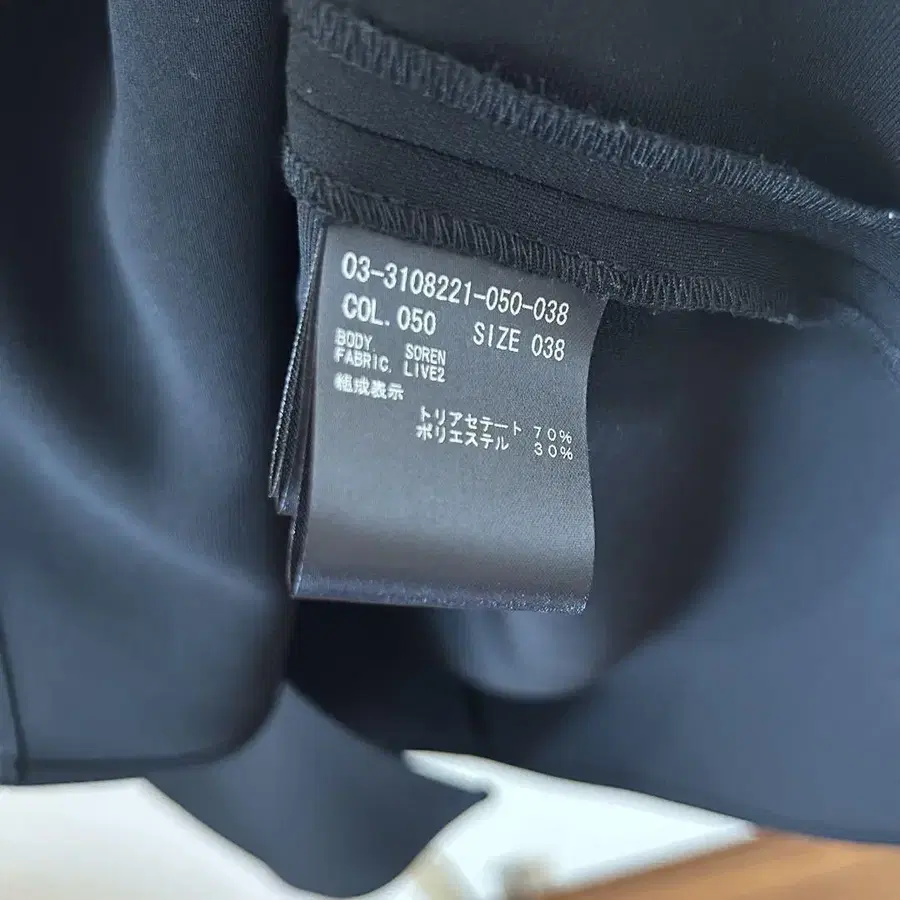 03-3108221-050-038
COL. 050 SIZE 038
BODY. SOREN
FABRIC. LIVE2
組成表示
トリアセテート 70%
ポリエステル 30%